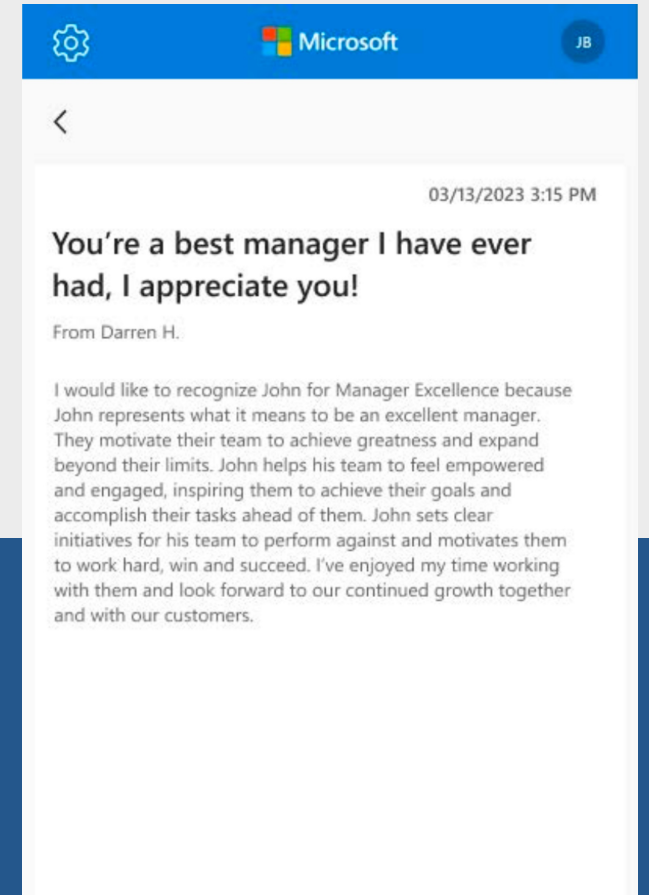 Microsoft
JB
03/13/2023 3:15 PM
You're a best manager I have ever
had, I appreciate you!
From Darren H.
I would like to recognize John for Manager Excellence because
John represents what it means to be an excellent manager.
They motivate their team to achieve greatness and expand
beyond their limits. John helps his team to feel empowered
and engaged, inspiring them to achieve their goals and
accomplish their tasks ahead of them. John sets clear
initiatives for his team to perform against and motivates them
to work hard, win and succeed. I've enjoyed my time working
with them and look forward to our continued growth together
and with our customers.